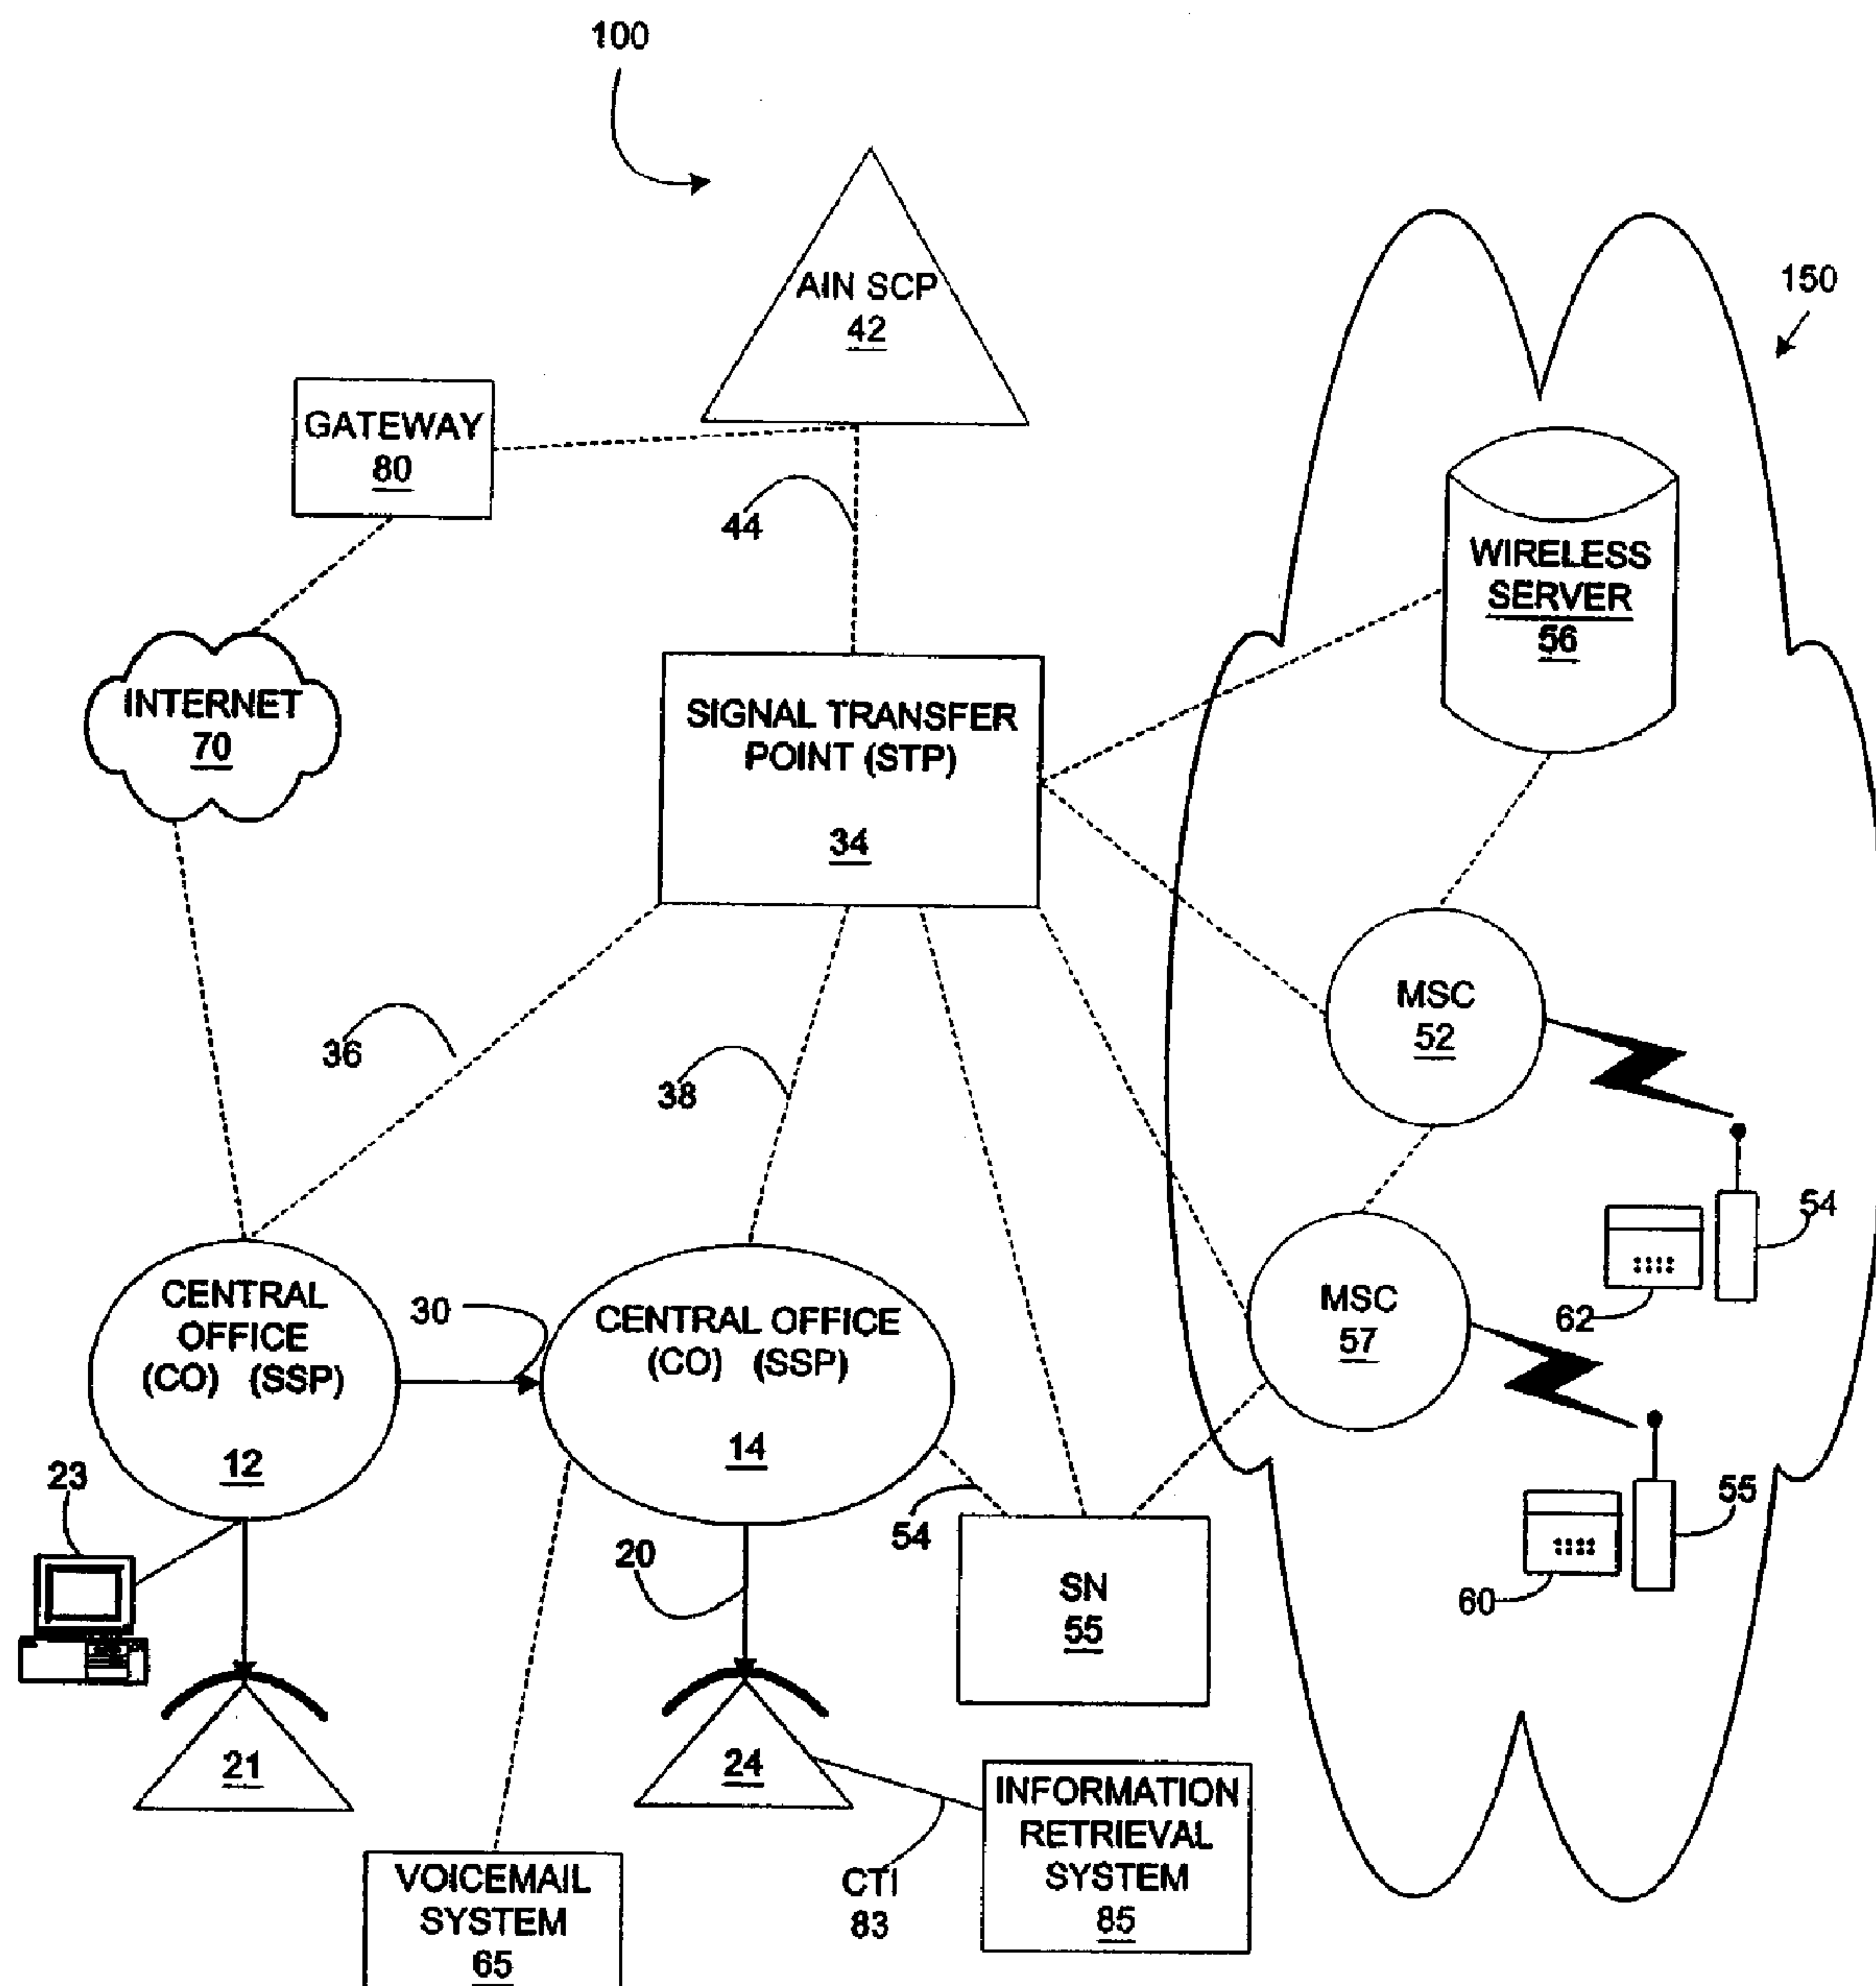 100
AIN SCP
42
150
GATEWAY
80
44
WIRELESS
SERVER
56
INTERNET
70
SIGNAL TRANSFER
POINT (STP)
34
MSC
52
36
38
54
62
CENTRAL
OFFICE
(CO) (SSP)
12
30
CENTRAL OFFICE
(CO) (SSP)
14
MSC
57
23
54
55
60
20
SN
55
21
24
INFORMATION
RETRIEVAL
SYSTEM
85
CTI
83
VOICEMAIL
SYSTEM
65